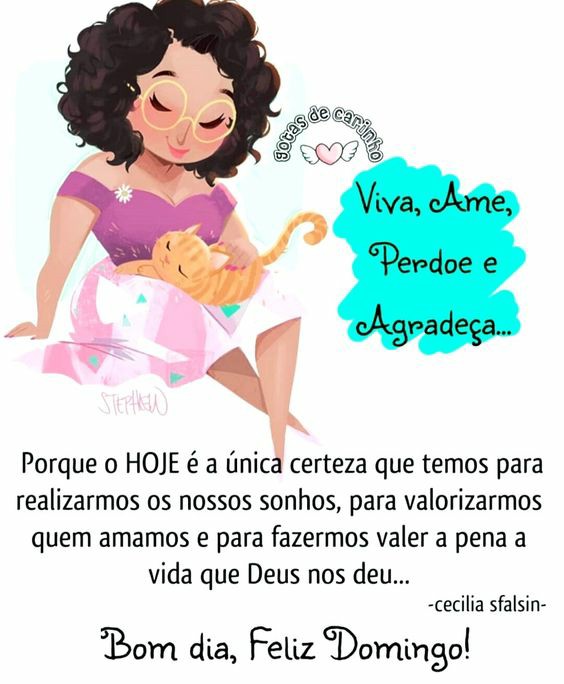 gotas de carinho
Viva, Ame,
Perdoe e
Agradeça...
STEPHEW
Porque o HOJE é a única certeza que temos para
realizarmos os nossos sonhos, para valorizarmos
quem amamos e para fazermos valer a pena a
vida que Deus nos deu...
-cecilia sfalsin-
Bom dia, Feliz Domingo!